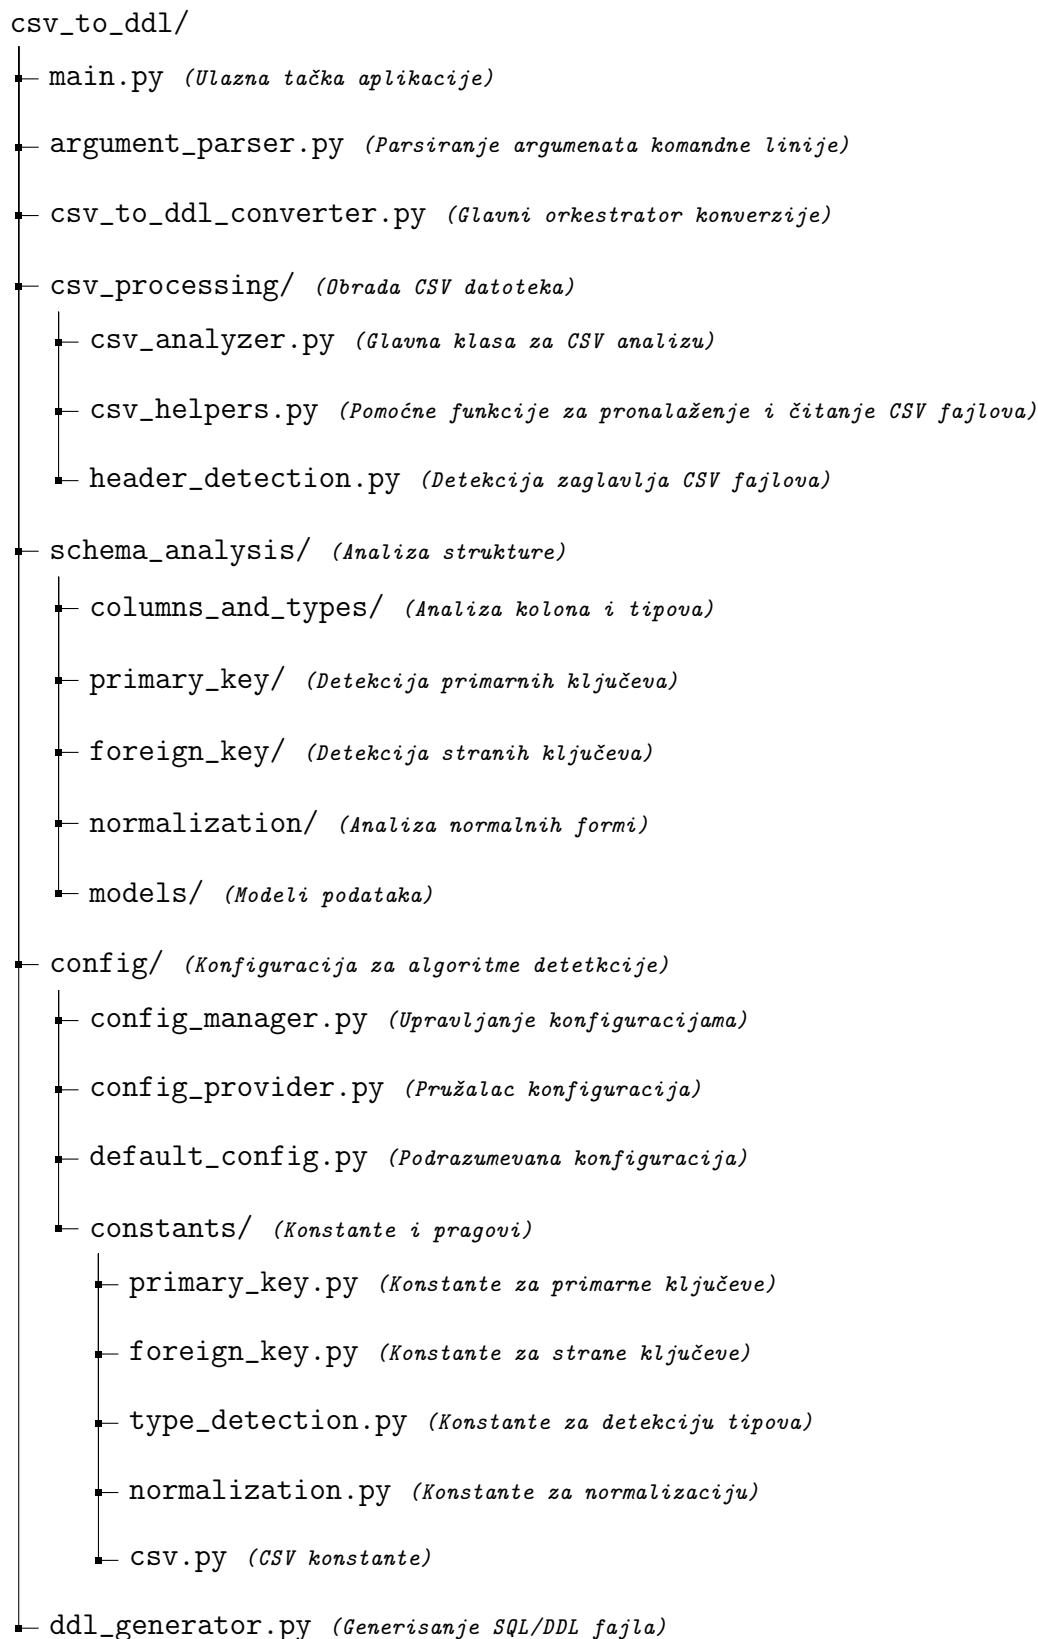 csv_to_ddl/
main.py (Ulazna tačka aplikacije)
argument_parser.py (Parsiranje argumenata komandne linije)
csv_to_ddl_converter.py (Glavni orkestrator konverzije)
csv_processing/ (Obrada CSV datoteka)
csv_analyzer.py (Glavna klasa za CSV analizu)
csv_helpers.py (Pomoćne funkcije za pronalaženje i čitanje CSV fajlova)
header_detection.py (Detekcija zaglavlja CSV fajlova)
schema_analysis/ (Analiza strukture)
columns_and_types/ (Analiza kolona i tipova)
primary_key/ (Detekcija primarnih ključeva)
foreign_key/ (Detekcija stranih ključeva)
normalization/ (Analiza normalnih formi)
models/ (Modeli podataka)
config/ (Konfiguracija za algoritme detetkcije)
config_manager.py (Upravljanje konfiguracijama)
config_provider.py (Pružalac konfiguracija)
default_config.py (Podrazumevana konfiguracija)
constants/ (Konstante i pragovi)
primary_key.py (Konstante za primarne ključeve)
foreign_key.py (Konstante za strane ključeve)
type_detection.py (Konstante za detekciju tipova)
normalization.py (Konstante za normalizaciju)
csv.py (CSV konstante)
ddl_generator.py (Generisanje SQL/DDL fajla)